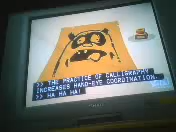 >> THE PRACTICE OF CALLIGRAPHY
INCREASES HAND-EYE COORDINATION.
>> HA HA HA!